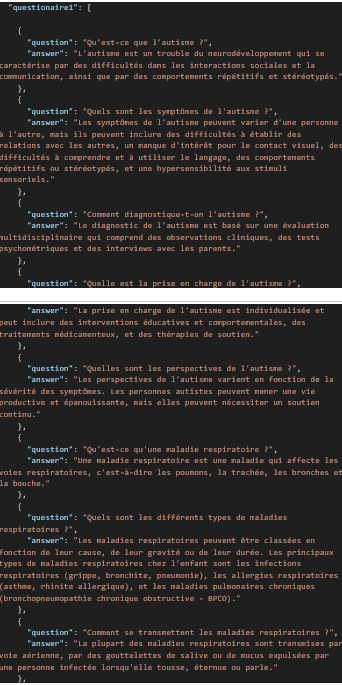 "questionaire1": [
{
"question": "Qu'est-ce que l'autisme ?",
"answer": "L'autisme est un trouble du neurodéveloppement qui se
caractérise par des difficultés dans les interactions sociales et la
communication, ainsi que par des comportements répétitifs et stéréotypés."
},
{
"question": "Quels sont les symptômes de l'autisme ?",
"answer": "Les symptômes de l'autisme peuvent varier d'une personne
à l'autre, mais ils peuvent inclure des difficultés à établir des
relations avec les autres, un manque d'intérêt pour le contact visuel, des
difficultés à comprendre et à utiliser le langage, des comportements
répétitifs ou stéréotypés, et une hypersensibilité aux stimuli
sensoriels."
},
{
"question": "Comment diagnostique-t-on l'autisme ?",
"answer": "Le diagnostic de l'autisme est basé sur une évaluation
multidisciplinaire qui comprend des observations cliniques, des tests
psychométriques et des interviews avec les parents."
},
{
"question": "Quelle est la prise en charge de l'autisme ?",
"answer": "La prise en charge de l'autisme est individualisée et
peut inclure des interventions éducatives et comportementales, des
traitements médicamenteux, et des thérapies de soutien."
},
{
"question": "Quelles sont les perspectives de l'autisme ?",
"answer": "Les perspectives de l'autisme varient en fonction de la
sévérité des symptômes. Les personnes autistes peuvent mener une vie
productive et épanouissante, mais elles peuvent nécessiter un soutien
continu."
},
{
"question": "Qu'est-ce qu'une maladie respiratoire ?",
"answer": "Une maladie respiratoire est une maladie qui affecte les
voies respiratoires, c'est-à-dire les poumons, la trachée, les bronches et
la bouche."
},
{
"question": "Quels sont les différents types de maladies
respiratoires ?",
"answer": "Les maladies respiratoires peuvent être classées en
fonction de leur cause, de leur gravité ou de leur durée. Les principaux
types de maladies respiratoires chez l'enfant sont les infections
respiratoires (grippe, bronchite, pneumonie), les allergies respiratoires
(asthme, rhinite allergique), et les maladies pulmonaires chroniques
(bronchopneumopathie chronique obstructive - BPCO)."
},
{
"question": "Comment se transmettent les maladies respiratoires ?",
"answer": "La plupart des maladies respiratoires sont transmises par
voie aérienne, par des gouttelettes de salive ou de mucus expulsées par
une personne infectée lorsqu'elle tousse, éternue ou parle."
},